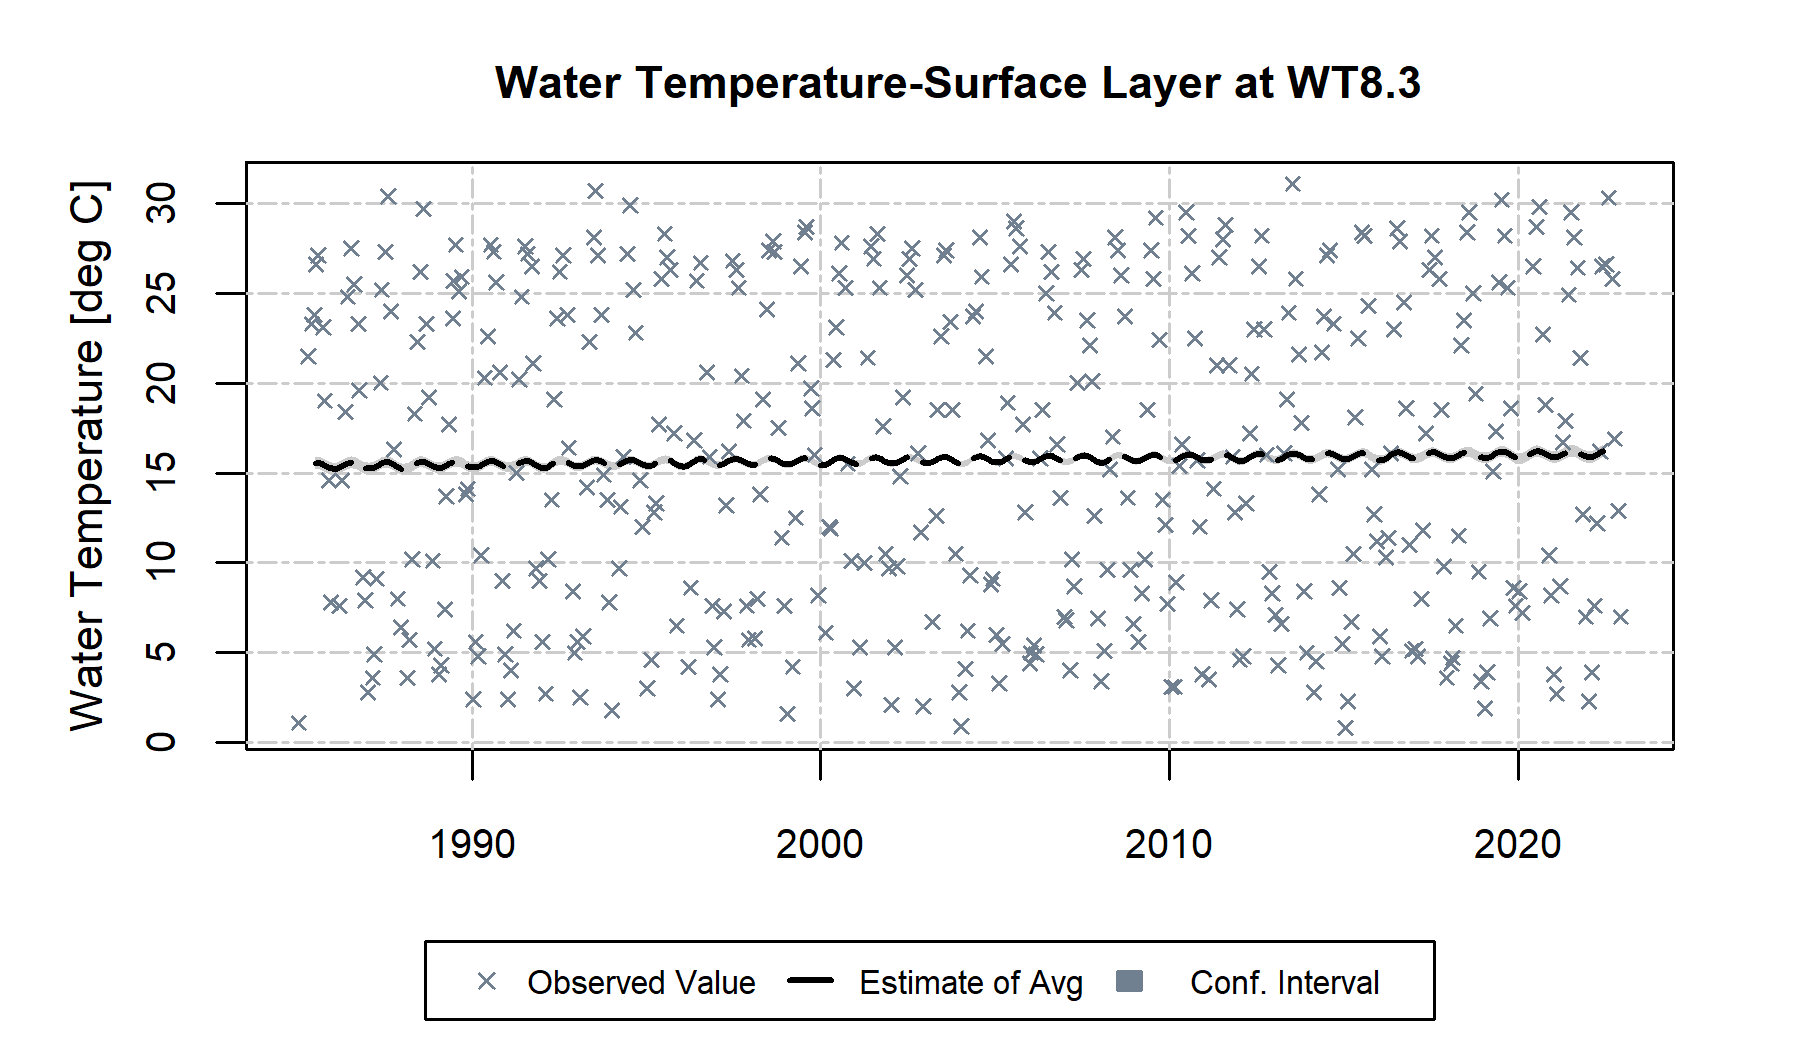 Water Temperature-Surface Layer at WT8.3
Water Temperature [deg C]
30
25
20
15
10
5
0
1990 2000 2010 2020
Observed Value Estimate of Avg Conf. Interval